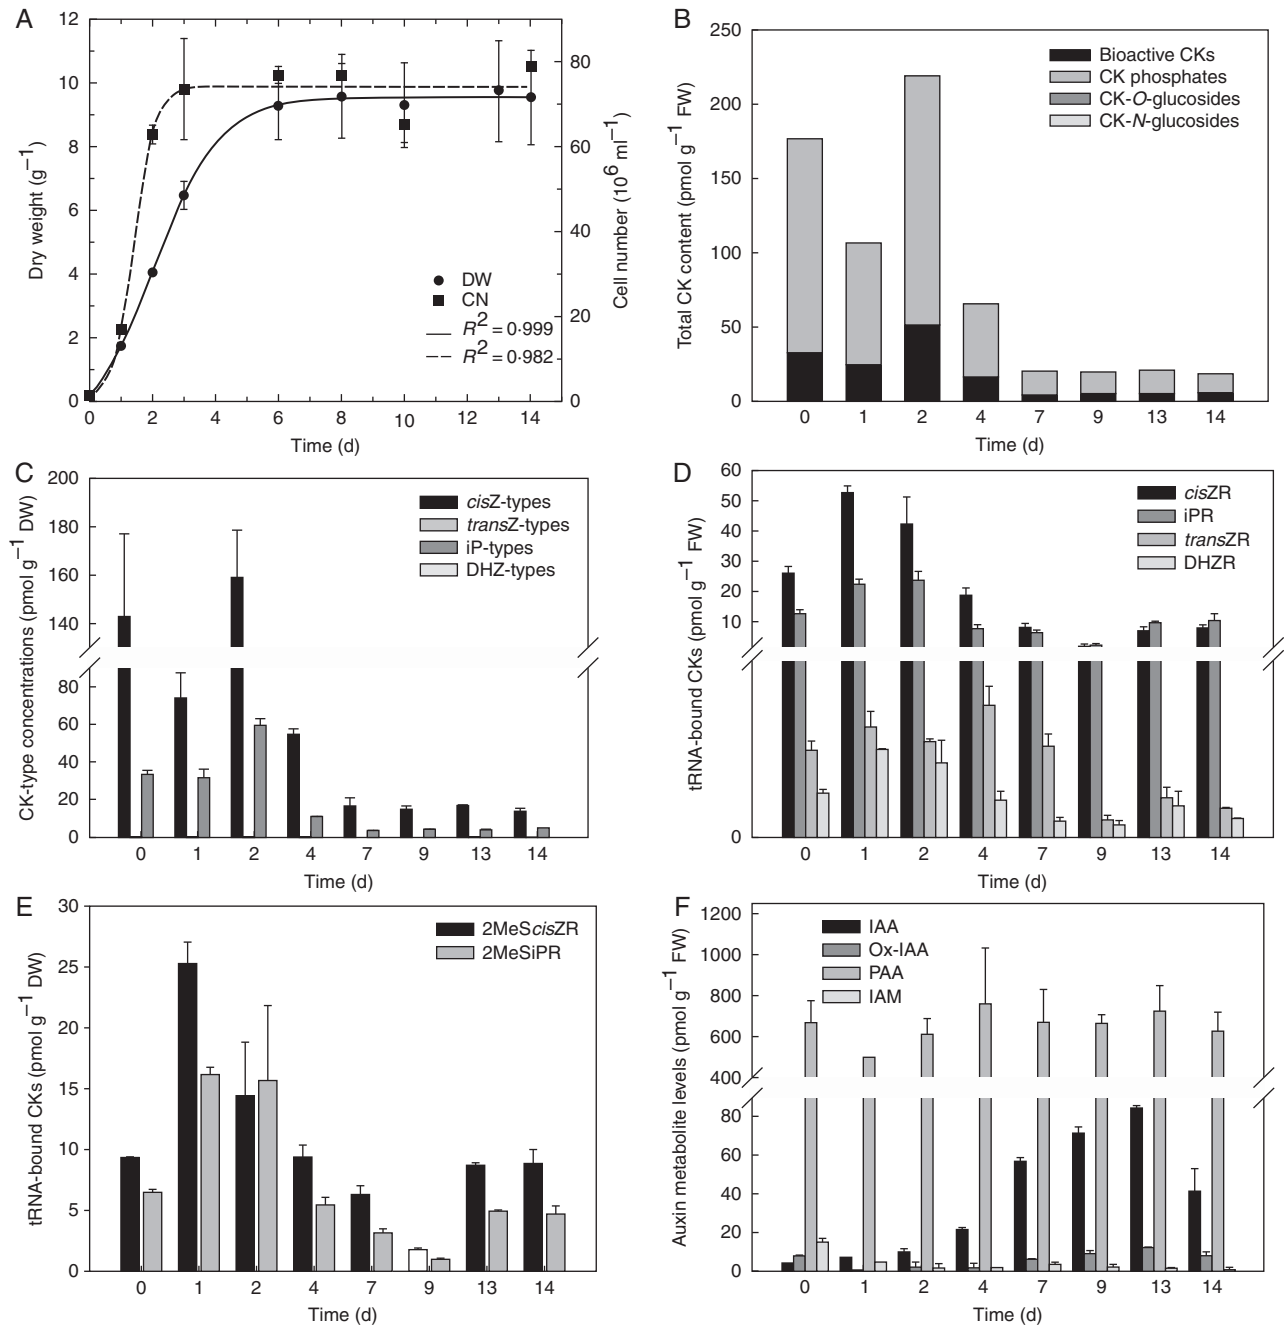 A
12
10
8
6
4
2
0
Dry weight (g⁻¹)
80
60
40
20
0
Cell number (10⁶ ml⁻¹)
DW
CN
R² = 0·999
R² = 0·982
0 2 4 6 8 10 12 14
Time (d)
B
250
200
150
100
50
0
Total CK content (pmol g⁻¹ FW)
Bioactive CKs
CK phosphates
CK-O-glucosides
CK-N-glucosides
0 1 2 4 7 9 13 14
Time (d)
C
200
180
160
140
80
60
40
20
0
CK-type concentrations (pmol g⁻¹ DW)
cisZ-types
transZ-types
iP-types
DHZ-types
0 1 2 4 7 9 13 14
Time (d)
D
60
50
40
30
20
10
0
tRNA-bound CKs (pmol g⁻¹ FW)
cisZR
iPR
transZR
DHZR
0 1 2 4 7 9 13 14
Time (d)
E
30
25
20
15
10
5
0
tRNA-bound CKs (pmol g⁻¹ DW)
2MeScisZR
2MeSiPR
0 1 2 4 7 9 13 14
Time (d)
F
1200
1000
800
600
400
80
60
40
20
0
Auxin metabolite levels (pmol g⁻¹ FW)
IAA
Ox-IAA
PAA
IAM
0 1 2 4 7 9 13 14
Time (d)